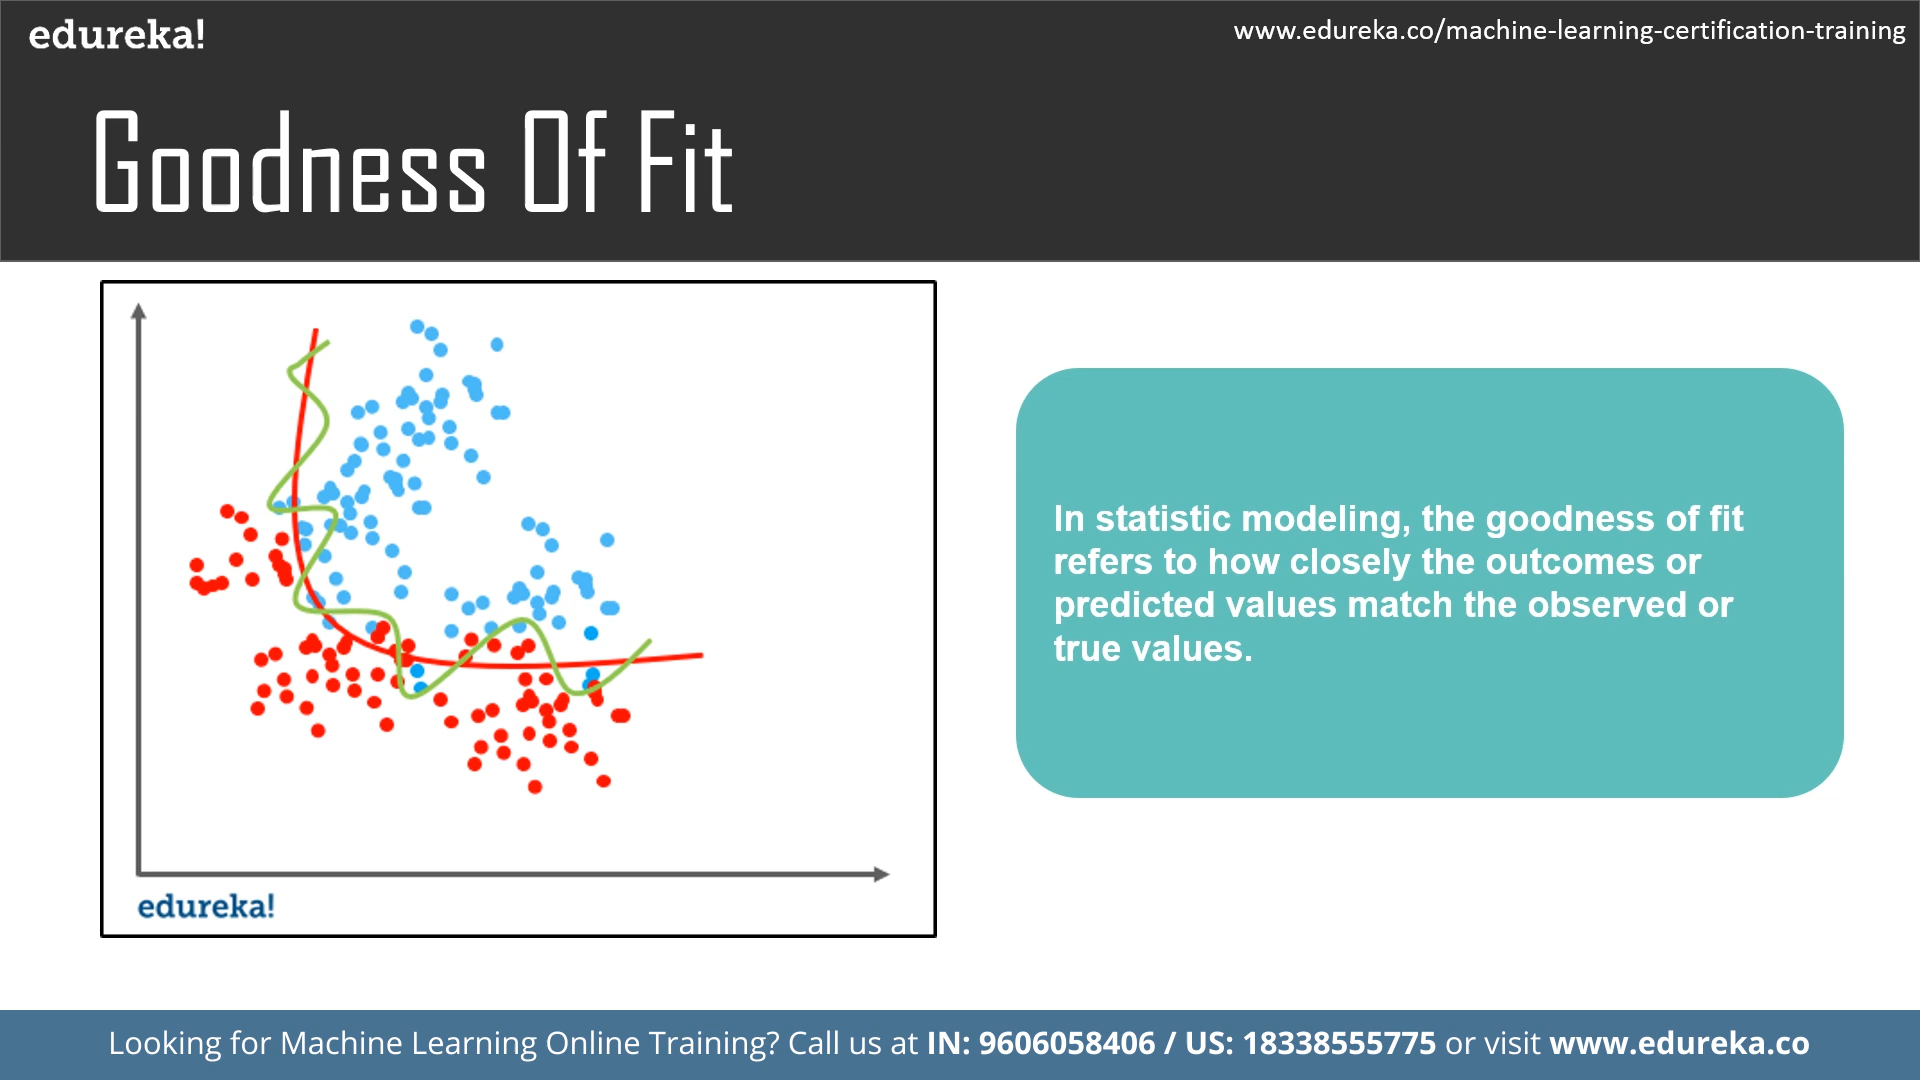 edureka!
www.edureka.co/machine-learning-certification-training
Goodness Of Fit
In statistic modeling, the goodness of fit
refers to how closely the outcomes or
predicted values match the observed or
true values.
edureka!
Looking for Machine Learning Online Training? Call us at IN: 9606058406 / US: 18338555775 or visit www.edureka.co